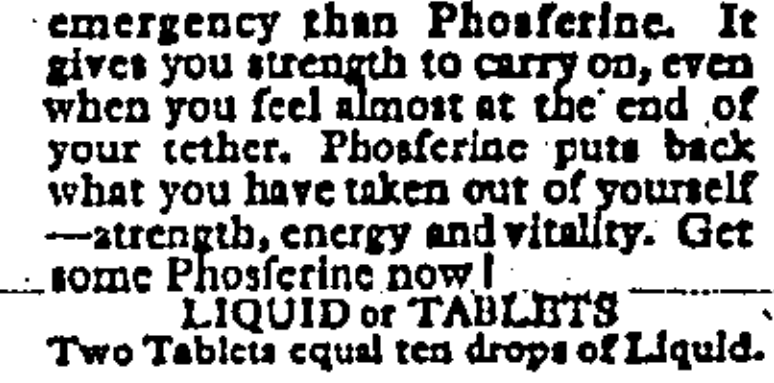 emergency than Phosferine. It
gives you strength to carry on, even
when you feel almost at the end of
your tether. Phosferine puts back
what you have taken out of yourself
—strength, energy and vitality. Get
some Phosferine now!
LIQUID or TABLETS
Two Tablets equal ten drops of Liquid.